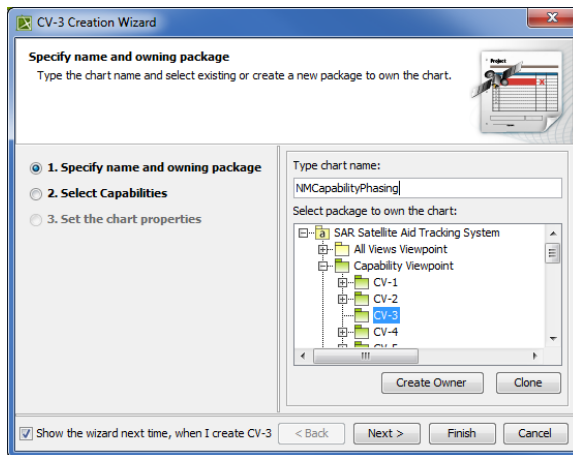 CV-3 Creation Wizard
Specify name and owning package
Type the chart name and select existing or create a new package to own the chart.
Project
1. Specify name and owning package
2. Select Capabilities
3. Set the chart properties
Type chart name:
NMCapabilityPhasing
Select package to own the chart:
SAR Satellite Aid Tracking System
All Views Viewpoint
Capability Viewpoint
CV-1
CV-2
CV-3
CV-4
Create Owner Clone
Show the wizard next time, when I create CV-3 < Back Next > Finish Cancel